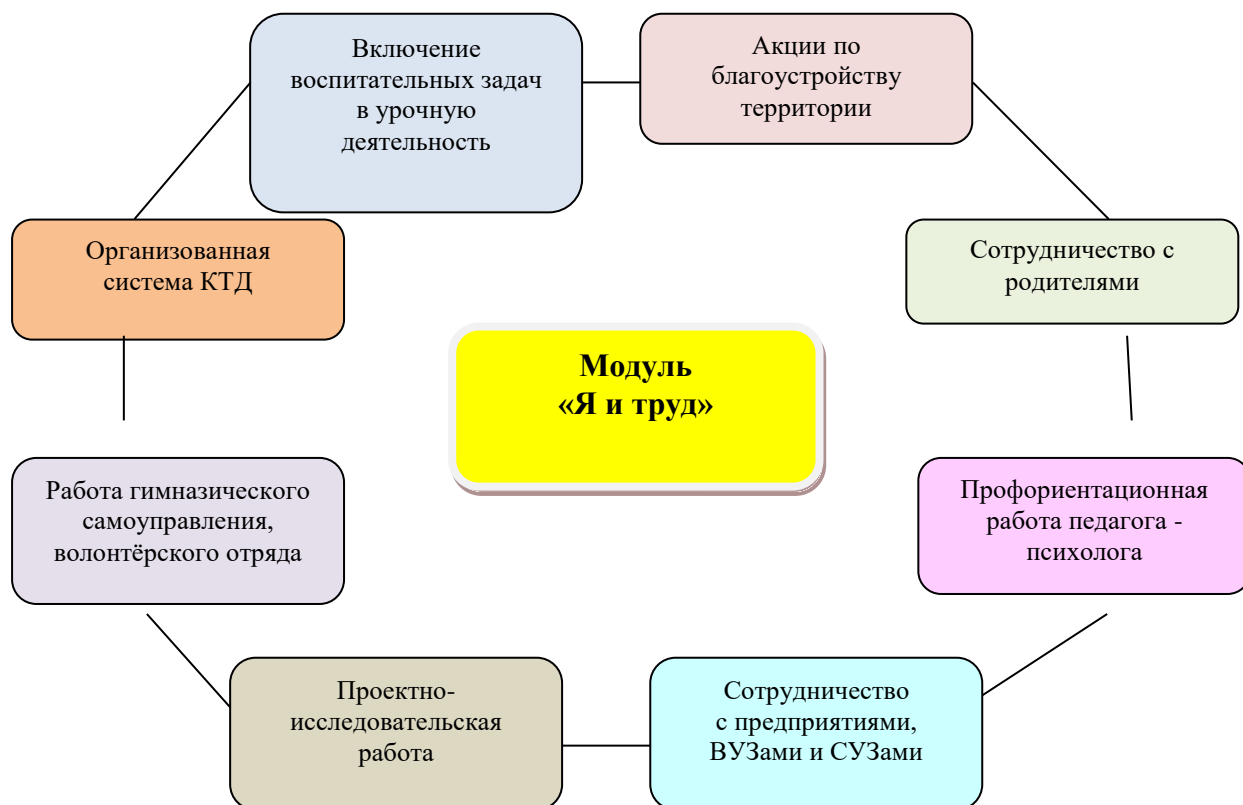 Включение
воспитательных задач
в урочную
деятельность
Акции по
благоустройству
территории
Организованная
система КТД
Сотрудничество с
родителями
Модуль
«Я и труд»
Работа гимназического
самоуправления,
волонтёрского отряда
Профориентационная
работа педагога -
психолога
Проектно-
исследовательская
работа
Сотрудничество
с предприятиями,
ВУЗами и СУЗами